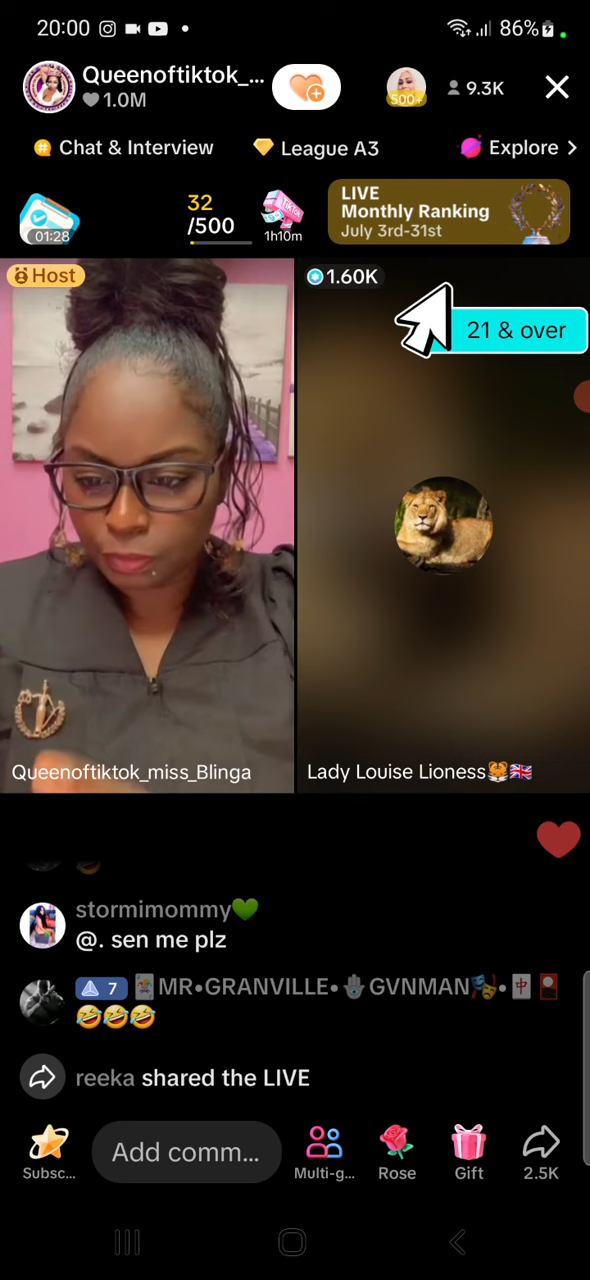 20:00
86%
Queenoftiktok_...
1.0M
500+
9.3K
Chat & Interview
League A3
Explore
01:28
32
/500
TikTok
1h10m
LIVE
Monthly Ranking
July 3rd-31st
Host
1.60K
21 & over
Queenoftiktok_miss_Blinga
Lady Louise Lioness🐯🇬🇧
🤣
stormimommy💚
@. sen me plz
7 🃏MR•GRANVILLE•🪬GVNMAN🎭•🀄🎴
🤣🤣🤣
reeka shared the LIVE
Add comm...
Subsc...
Multi-g...
Rose
Gift
2.5K